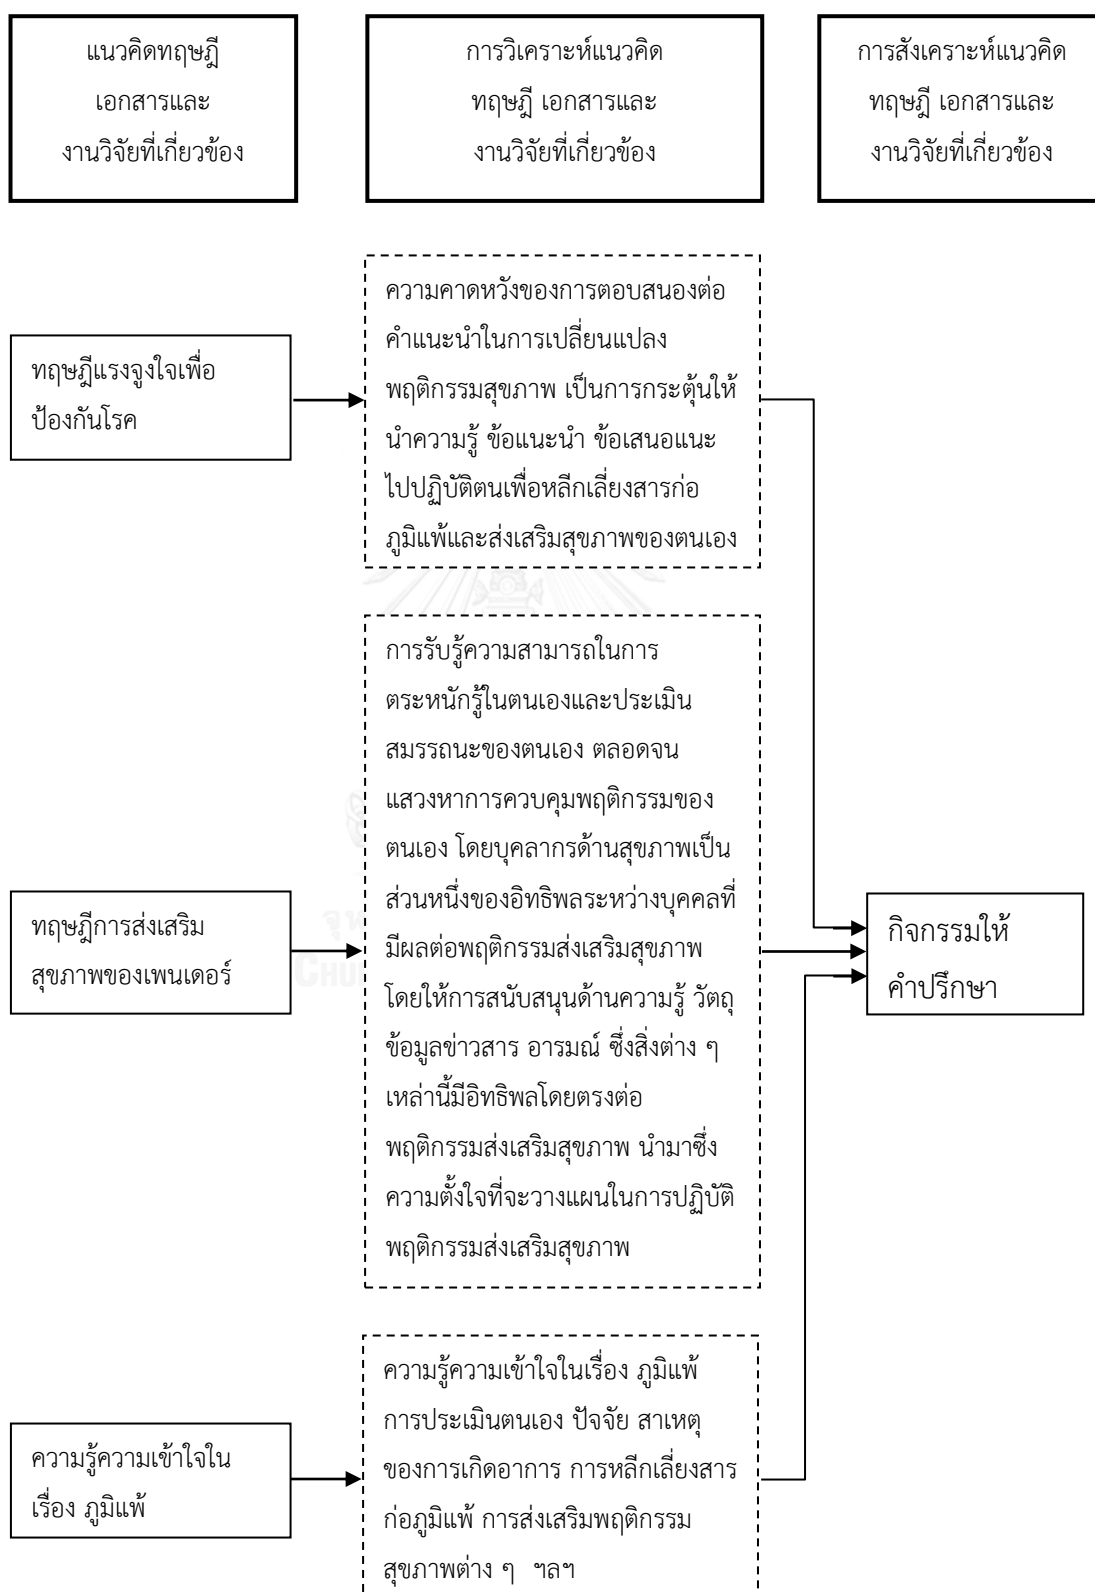 แนวคิดทฤษฎี
เอกสารและ
งานวิจัยที่เกี่ยวข้อง
การวิเคราะห์แนวคิด
ทฤษฎี เอกสารและ
งานวิจัยที่เกี่ยวข้อง
การสังเคราะห์แนวคิด
ทฤษฎี เอกสารและ
งานวิจัยที่เกี่ยวข้อง
ทฤษฎีแรงจูงใจเพื่อ
ป้องกันโรค
ความคาดหวังของการตอบสนองต่อ
คำแนะนำในการเปลี่ยนแปลง
พฤติกรรมสุขภาพ เป็นการกระตุ้นให้
นำความรู้ ข้อแนะนำ ข้อเสนอแนะ
ไปปฏิบัติตนเพื่อหลีกเลี่ยงสารก่อ
ภูมิแพ้และส่งเสริมสุขภาพของตนเอง
ทฤษฎีการส่งเสริม
สุขภาพของเพนเดอร์
การรับรู้ความสามารถในการ
ตระหนักรู้ในตนเองและประเมิน
สมรรถนะของตนเอง ตลอดจน
แสวงหาการควบคุมพฤติกรรมของ
ตนเอง โดยบุคลากรด้านสุขภาพเป็น
ส่วนหนึ่งของอิทธิพลระหว่างบุคคลที่
มีผลต่อพฤติกรรมส่งเสริมสุขภาพ
โดยให้การสนับสนุนด้านความรู้ วัตถุ
ข้อมูลข่าวสาร อารมณ์ ซึ่งสิ่งต่าง ๆ
เหล่านี้มีอิทธิพลโดยตรงต่อ
พฤติกรรมส่งเสริมสุขภาพ นำมาซึ่ง
ความตั้งใจที่จะวางแผนในการปฏิบัติ
พฤติกรรมส่งเสริมสุขภาพ
กิจกรรมให้
คำปรึกษา
ความรู้ความเข้าใจใน
เรื่อง ภูมิแพ้
ความรู้ความเข้าใจในเรื่อง ภูมิแพ้
การประเมินตนเอง ปัจจัย สาเหตุ
ของการเกิดอาการ การหลีกเลี่ยงสาร
ก่อภูมิแพ้ การส่งเสริมพฤติกรรม
สุขภาพต่าง ๆ ฯลฯ